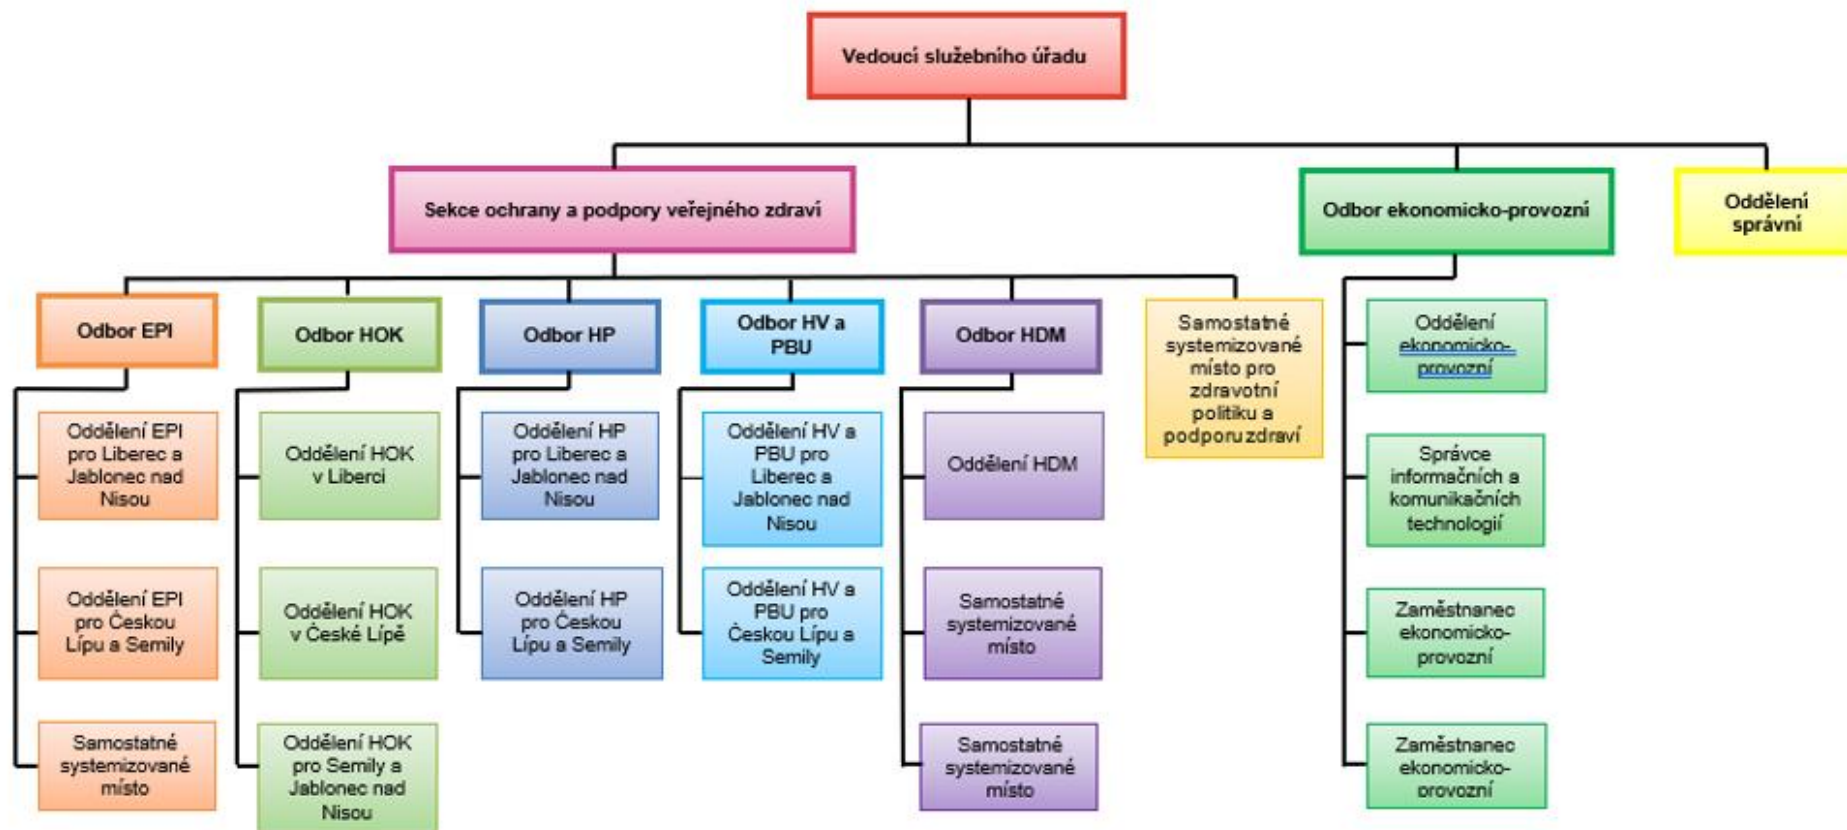 Vedoucí služebního úřadu
Sekce ochrany a podpory veřejného zdraví
Odbor ekonomicko-provozní
Oddělení
správní
Odbor EPI
Odbor HOK
Odbor HP
Odbor HV a
PBU
Odbor HDM
Samostatné
systemizované
místo pro
zdravotní
politiku a
podporu zdraví
Oddělení
ekonomicko-
provozní
Oddělení EPI
pro Liberec a
Jablonec nad
Nisou
Oddělení HOK
v Liberci
Oddělení HP
pro Liberec a
Jablonec nad
Nisou
Oddělení HV a
PBU pro
Liberec a
Jablonec nad
Nisou
Oddělení HDM
Správce
informačních a
komunikačních
technologií
Oddělení EPI
pro Českou
Lípu a Semily
Oddělení HOK
v České Lípě
Oddělení HP
pro Českou
Lípu a Semily
Oddělení HV a
PBU pro
Českou Lípu a
Semily
Samostatné
systemizované
místo
Zaměstnanec
ekonomicko-
provozní
Samostatné
systemizované
místo
Oddělení HOK
pro Semily a
Jablonec nad
Nisou
Samostatné
systemizované
místo
Zaměstnanec
ekonomicko-
provozní